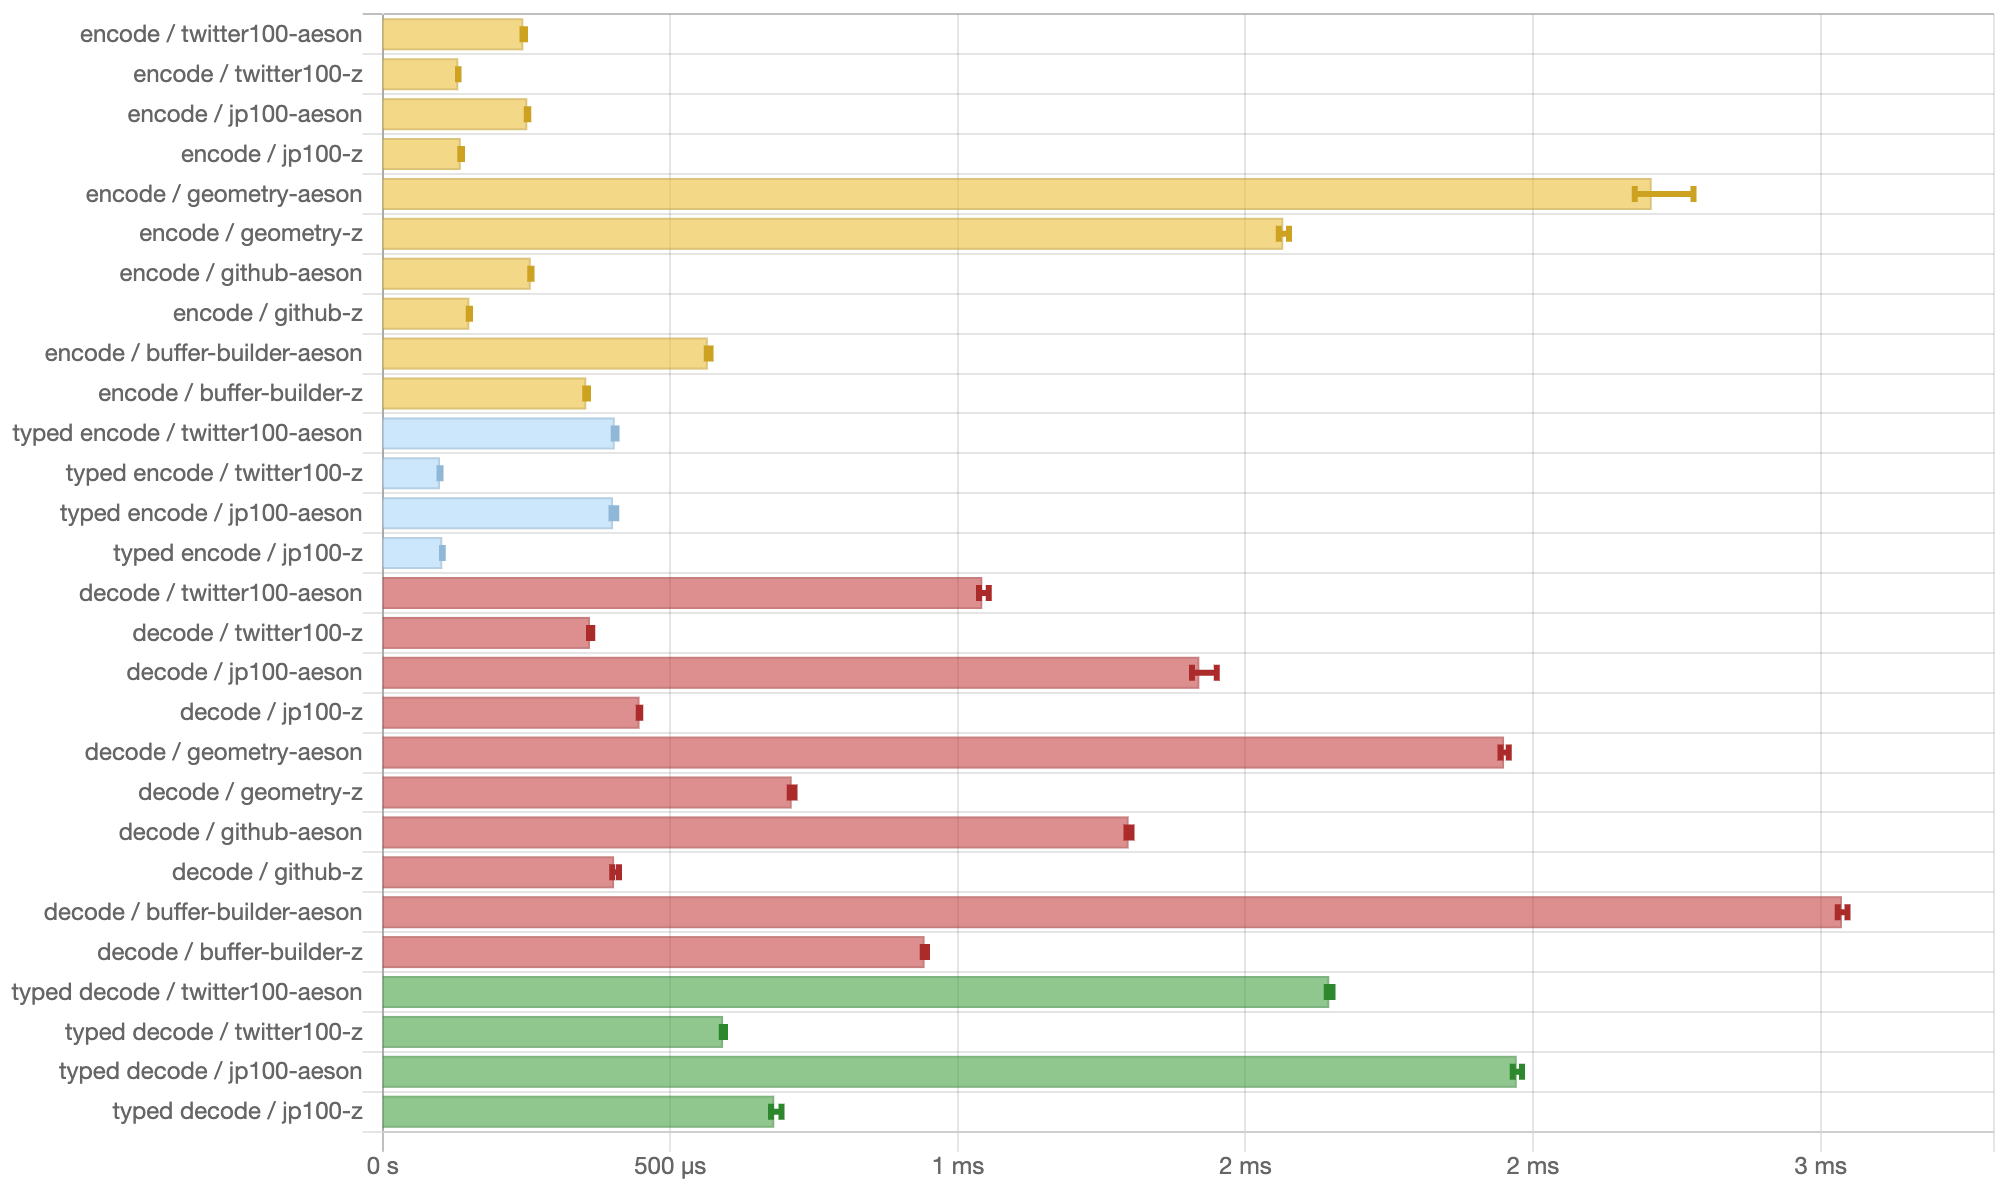 encode / twitter100-aeson
encode / twitter100-z
encode / jp100-aeson
encode / jp100-z
encode / geometry-aeson
encode / geometry-z
encode / github-aeson
encode / github-z
encode / buffer-builder-aeson
encode / buffer-builder-z
typed encode / twitter100-aeson
typed encode / twitter100-z
typed encode / jp100-aeson
typed encode / jp100-z
decode / twitter100-aeson
decode / twitter100-z
decode / jp100-aeson
decode / jp100-z
decode / geometry-aeson
decode / geometry-z
decode / github-aeson
decode / github-z
decode / buffer-builder-aeson
decode / buffer-builder-z
typed decode / twitter100-aeson
typed decode / twitter100-z
typed decode / jp100-aeson
typed decode / jp100-z
0 s 500 µs 1 ms 2 ms 2 ms 3 ms